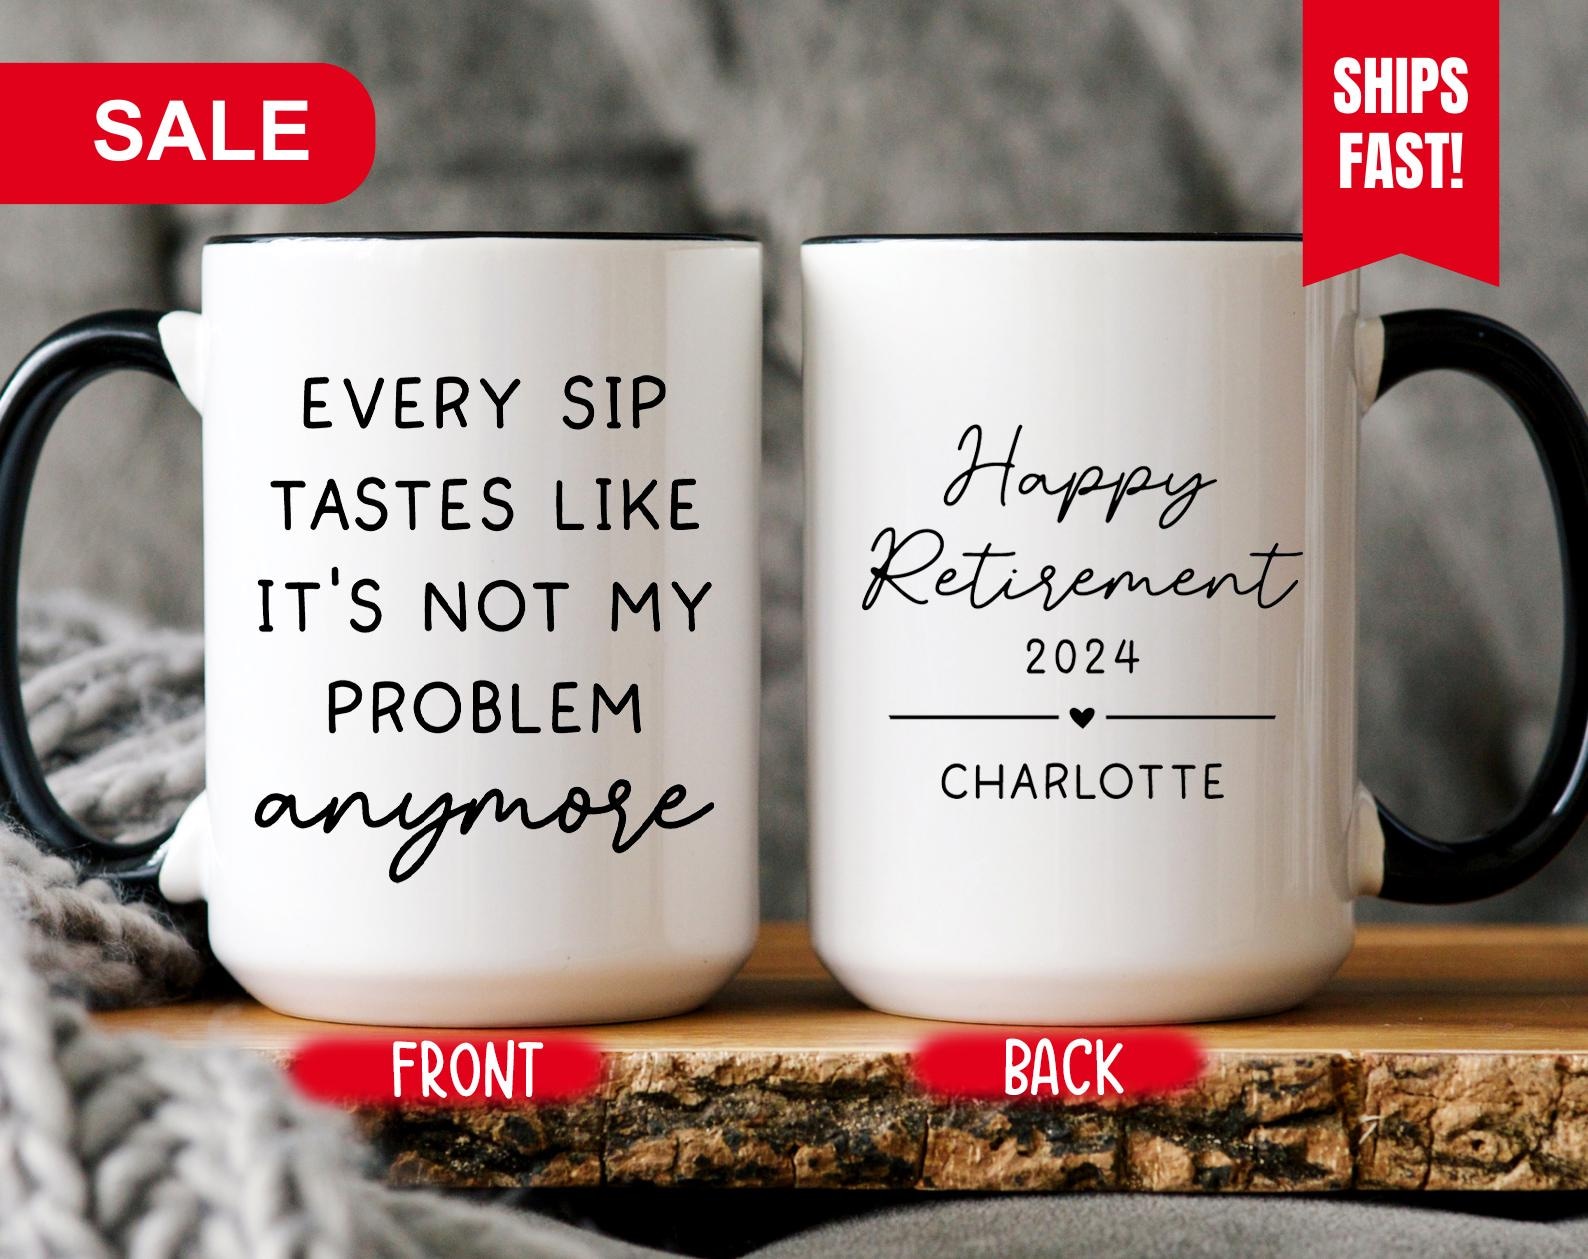 SALE
SHIPS
FAST!
EVERY SIP
TASTES LIKE
IT'S NOT MY
PROBLEM
anymore
Happy
Retirement
2024
CHARLOTTE
FRONT
BACK